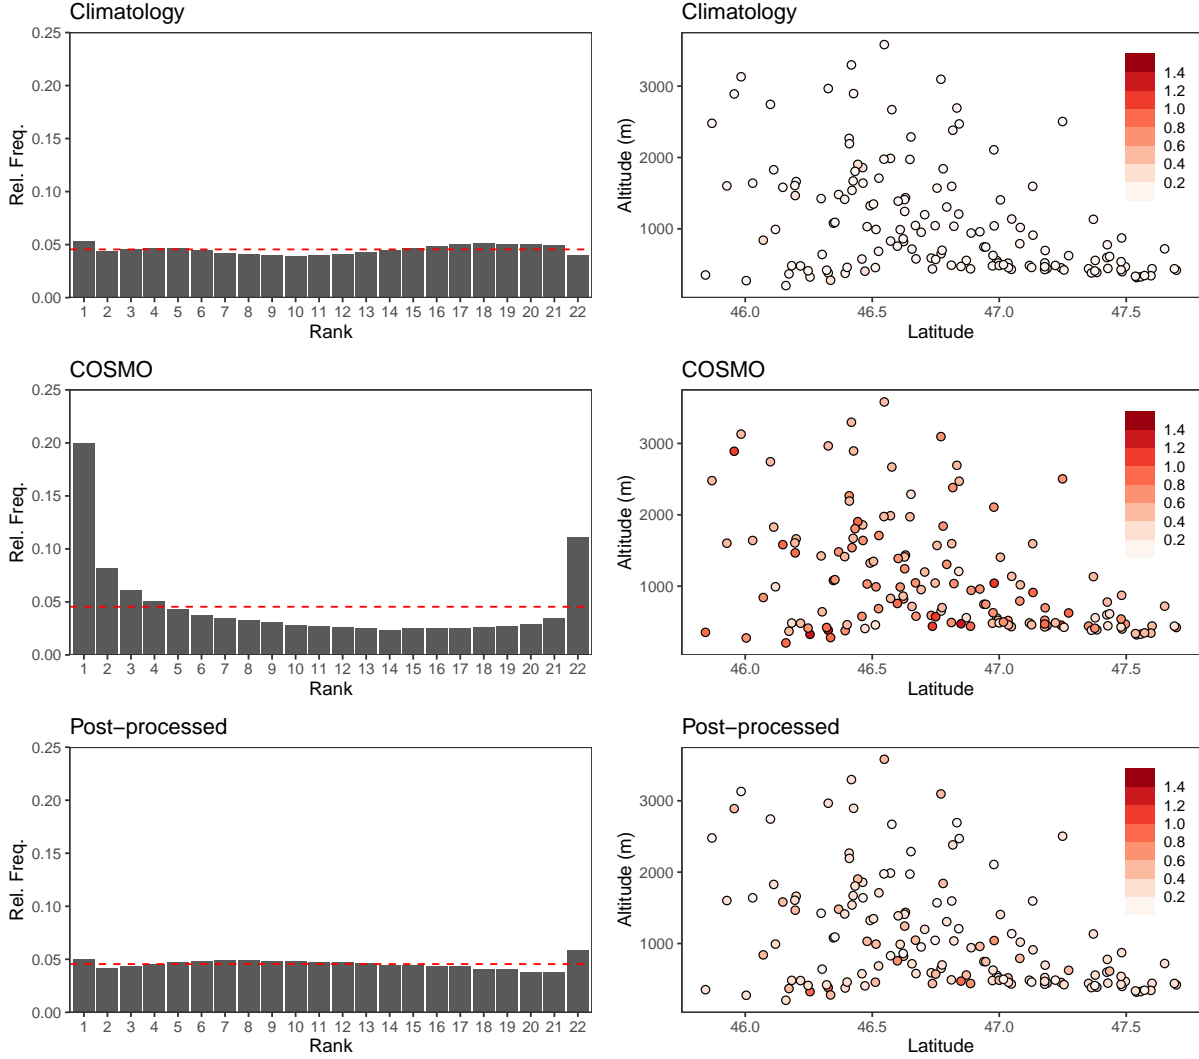 Climatology
0.25
0.20
0.15
0.10
0.05
0.00
Rel. Freq.
1 2 3 4 5 6 7 8 9 10 11 12 13 14 15 16 17 18 19 20 21 22
Rank
Climatology
3000
2000
1000
Altitude (m)
1.4
1.2
1.0
0.8
0.6
0.4
0.2
46.0 46.5 47.0 47.5
Latitude
COSMO
0.25
0.20
0.15
0.10
0.05
0.00
Rel. Freq.
1 2 3 4 5 6 7 8 9 10 11 12 13 14 15 16 17 18 19 20 21 22
Rank
COSMO
3000
2000
1000
Altitude (m)
1.4
1.2
1.0
0.8
0.6
0.4
0.2
46.0 46.5 47.0 47.5
Latitude
Post−processed
0.25
0.20
0.15
0.10
0.05
0.00
Rel. Freq.
1 2 3 4 5 6 7 8 9 10 11 12 13 14 15 16 17 18 19 20 21 22
Rank
Post−processed
3000
2000
1000
Altitude (m)
1.4
1.2
1.0
0.8
0.6
0.4
0.2
46.0 46.5 47.0 47.5
Latitude